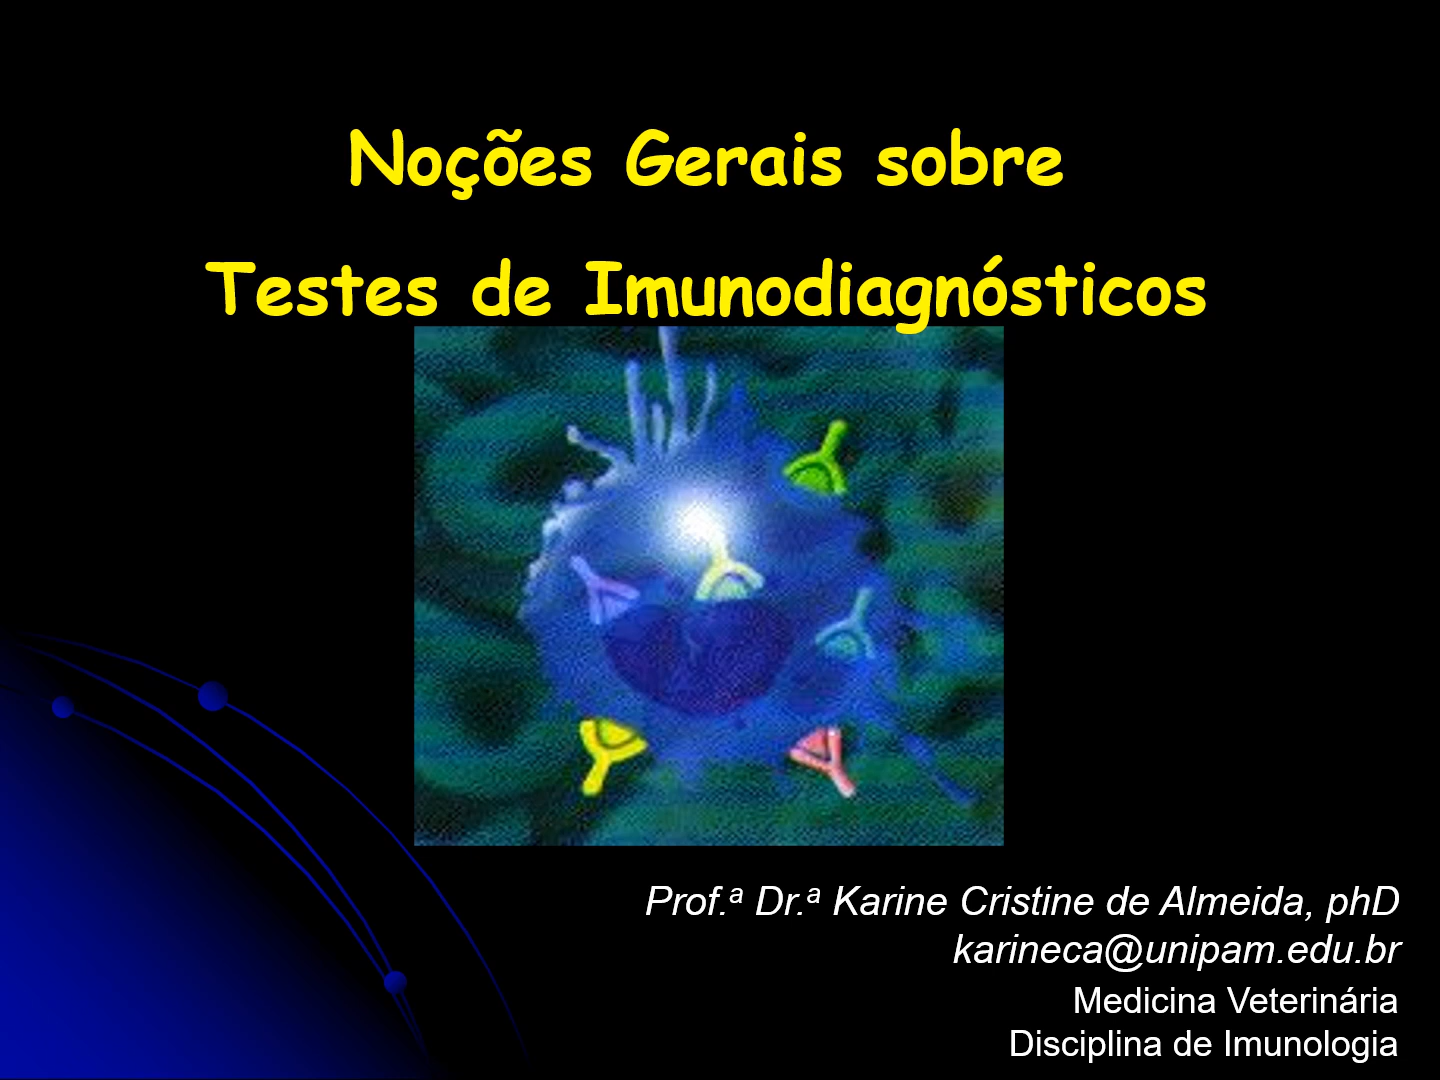 Noções Gerais sobre
Testes de Imunodiagnósticos
Prof.ª Dr.ª Karine Cristine de Almeida, phD
karineca@unipam.edu.br
Medicina Veterinária
Disciplina de Imunologia